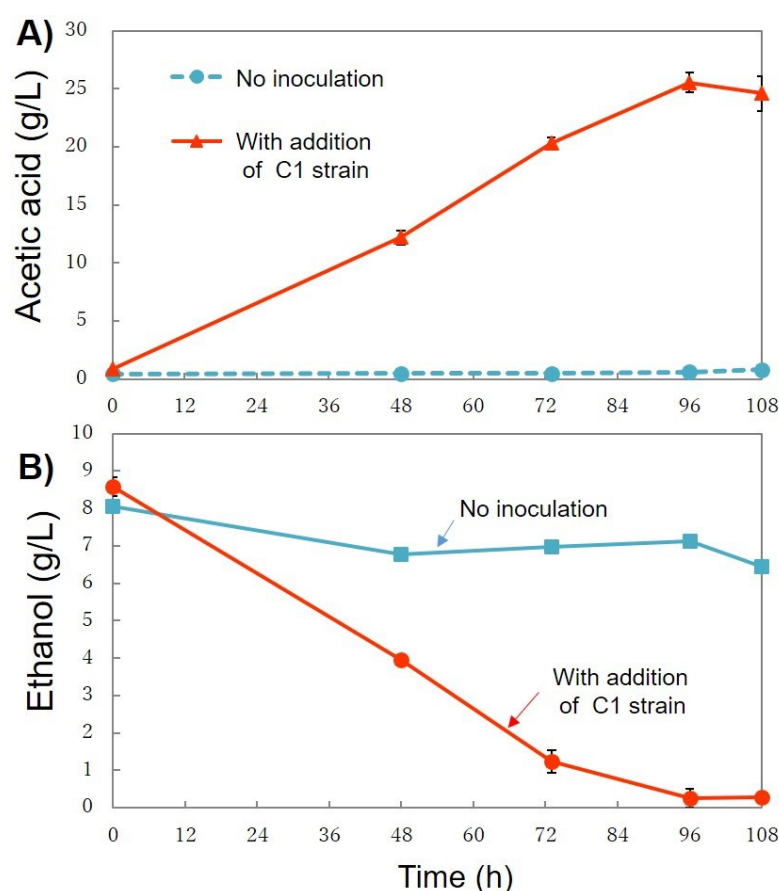 A)
Acetic acid (g/L)
30
25
20
15
10
5
0
No inoculation
With addition
of C1 strain
0 12 24 36 48 60 72 84 96 108
B)
Ethanol (g/L)
10
9
8
7
6
5
4
3
2
1
0
No inoculation
With addition
of C1 strain
0 12 24 36 48 60 72 84 96 108
Time (h)